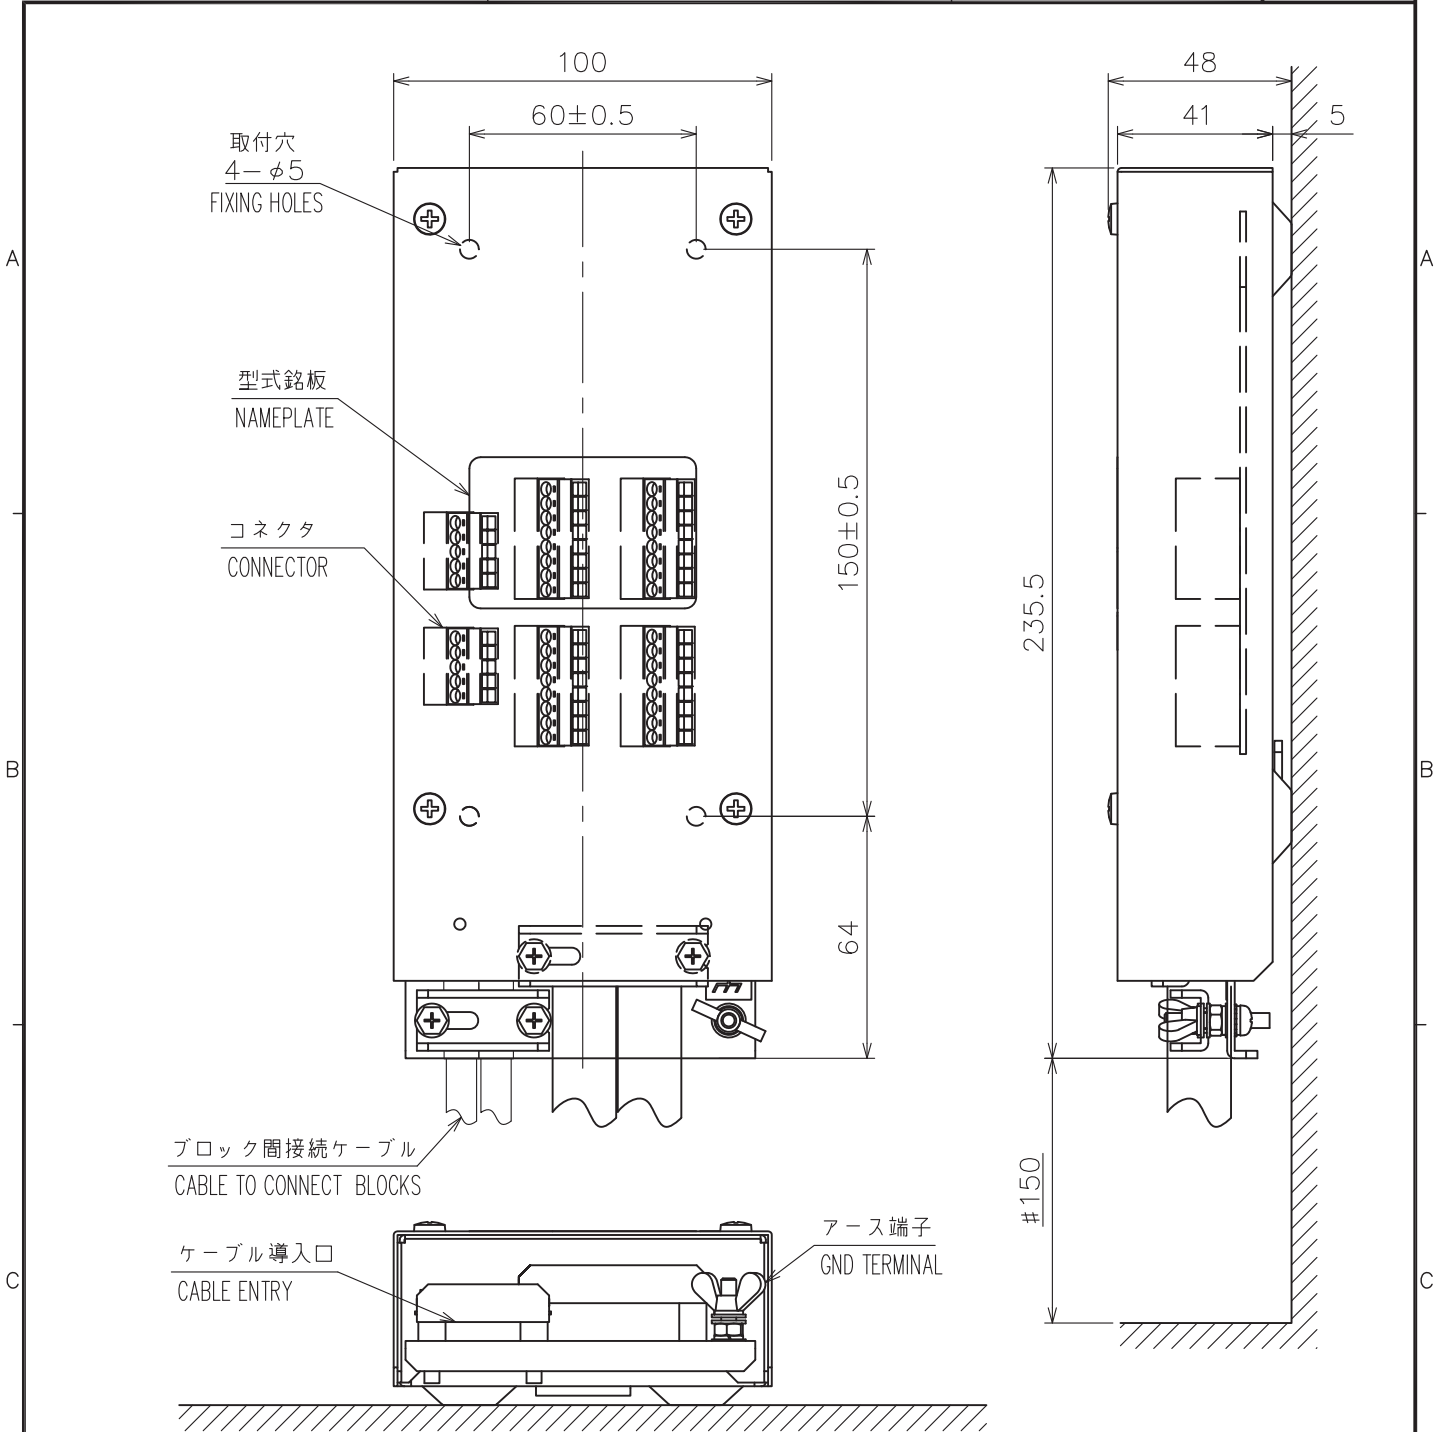 100
60±0.5
48
41
5
取付穴
4-φ5
FIXING HOLES
A
A
型式銘板
NAMEPLATE
コネクタ
CONNECTOR
150±0.5
235.5
B
B
64
ブロック間接続ケーブル
CABLE TO CONNECT BLOCKS
#150
アース端子
GND TERMINAL
ケーブル導入口
CABLE ENTRY
C
C